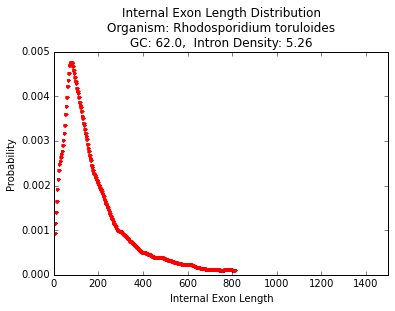 Internal Exon Length Distribution
Organism: Rhodosporidium toruloides
GC: 62.0,  Intron Density: 5.26
0.005
0.004
0.003
0.002
0.001
0.000
Probability
0 200 400 600 800 1000 1200 1400
Internal Exon Length